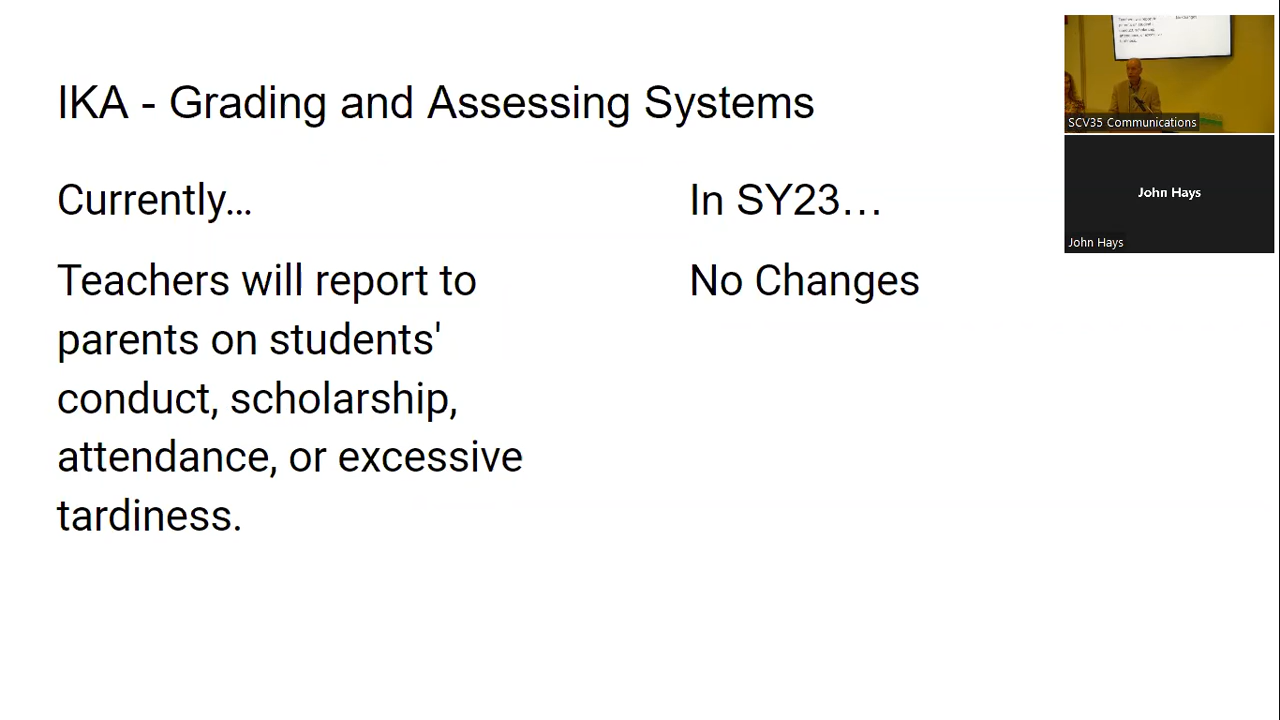 IKA - Grading and Assessing Systems
Currently…
Teachers will report to
parents on students'
conduct, scholarship,
attendance, or excessive
tardiness.
In SY23…
No Changes
SCV35 Communications
John Hays
John Hays